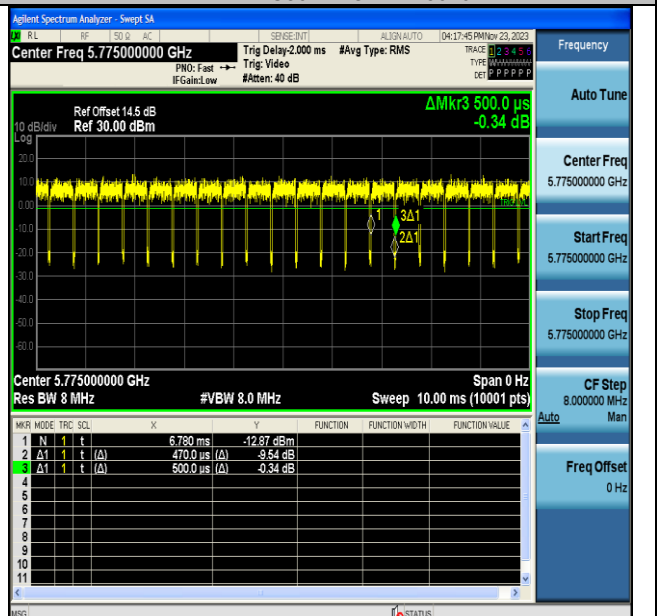 Agilent Spectrum Analyzer - Swept SA
RL RF 50 Ω AC SENSE:INT ALIGN AUTO 04:17:45 PM Nov 23, 2023
Center Freq 5.775000000 GHz
PNO: Fast
IFGain:Low
Trig Delay-2.000 ms
Trig: Video
#Atten: 40 dB
#Avg Type: RMS
TRACE 1 2 3 4 5 6
TYPE
DET P P P P P P
ΔMkr3 500.0 µs
-0.34 dB
Ref Offset 14.5 dB
Ref 30.00 dBm
10 dB/div
Log
20.0
10.0
0.00
-10.0
-20.0
-30.0
-40.0
-50.0
-60.0
1
3Δ1
2Δ1
Center 5.775000000 GHz Span 0 Hz
Res BW 8 MHz #VBW 8.0 MHz Sweep 10.00 ms (10001 pts)
MKR MODE TRC SCL X Y FUNCTION FUNCTION WIDTH FUNCTION VALUE
1 N 1 t 6.780 ms -12.87 dBm
2 Δ1 1 t (Δ) 470.0 µs (Δ) -9.54 dB
3 Δ1 1 t (Δ) 500.0 µs (Δ) -0.34 dB
4
5
6
7
8
9
10
11
MSG STATUS
Frequency
Auto Tune
Center Freq
5.775000000 GHz
Start Freq
5.775000000 GHz
Stop Freq
5.775000000 GHz
CF Step
8.000000 MHz
Auto Man
Freq Offset
0 Hz